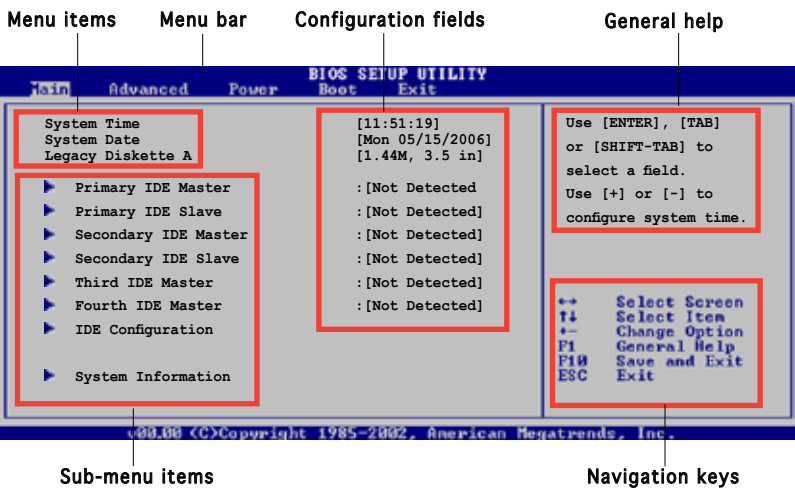 Menu items Menu bar Configuration fields General help
BIOS SETUP UTILITY
Main Advanced Power Boot Exit
System Time [11:51:19]
System Date [Mon 05/15/2006]
Legacy Diskette A [1.44M, 3.5 in]
Primary IDE Master :[Not Detected
Primary IDE Slave :[Not Detected]
Secondary IDE Master :[Not Detected]
Secondary IDE Slave :[Not Detected]
Third IDE Master :[Not Detected]
Fourth IDE Master :[Not Detected]
IDE Configuration
System Information
Use [ENTER], [TAB]
or [SHIFT-TAB] to
select a field.
Use [+] or [-] to
configure system time.
↔ Select Screen
↑↓ Select Item
+- Change Option
F1 General Help
F10 Save and Exit
ESC Exit
v00.00 (C)Copyright 1985-2002, American Megatrends, Inc.
Sub-menu items Navigation keys